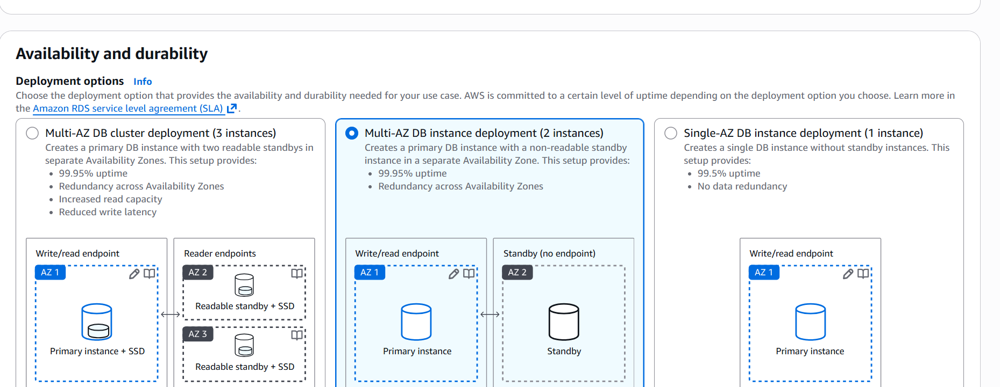 Availability and durability
Deployment options Info
Choose the deployment option that provides the availability and durability needed for your use case. AWS is committed to a certain level of uptime depending on the deployment option you choose. Learn more in
the Amazon RDS service level agreement (SLA) .
Multi-AZ DB cluster deployment (3 instances)
Creates a primary DB instance with two readable standbys in
separate Availability Zones. This setup provides:
• 99.95% uptime
• Redundancy across Availability Zones
• Increased read capacity
• Reduced write latency
Write/read endpoint
AZ 1
Primary instance + SSD
Reader endpoints
AZ 2
Readable standby + SSD
AZ 3
Readable standby + SSD
Multi-AZ DB instance deployment (2 instances)
Creates a primary DB instance with a non-readable standby
instance in a separate Availability Zone. This setup provides:
• 99.95% uptime
• Redundancy across Availability Zones
Write/read endpoint
AZ 1
Primary instance
Standby (no endpoint)
AZ 2
Standby
Single-AZ DB instance deployment (1 instance)
Creates a single DB instance without standby instances. This
setup provides:
• 99.5% uptime
• No data redundancy
Write/read endpoint
AZ 1
Primary instance